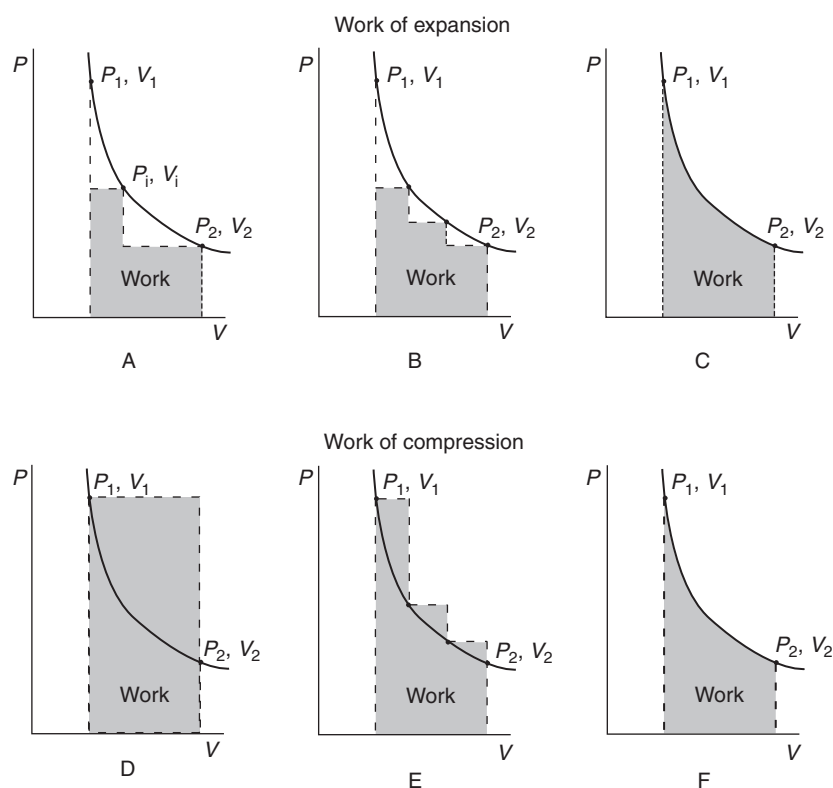 Work of expansion
P
P1, V1
Pi, Vi
P2, V2
Work
V
A
P
P1, V1
P2, V2
Work
V
B
P
P1, V1
P2, V2
Work
V
C
Work of compression
P
P1, V1
P2, V2
Work
V
D
P
P1, V1
P2, V2
Work
V
E
P
P1, V1
P2, V2
Work
V
F